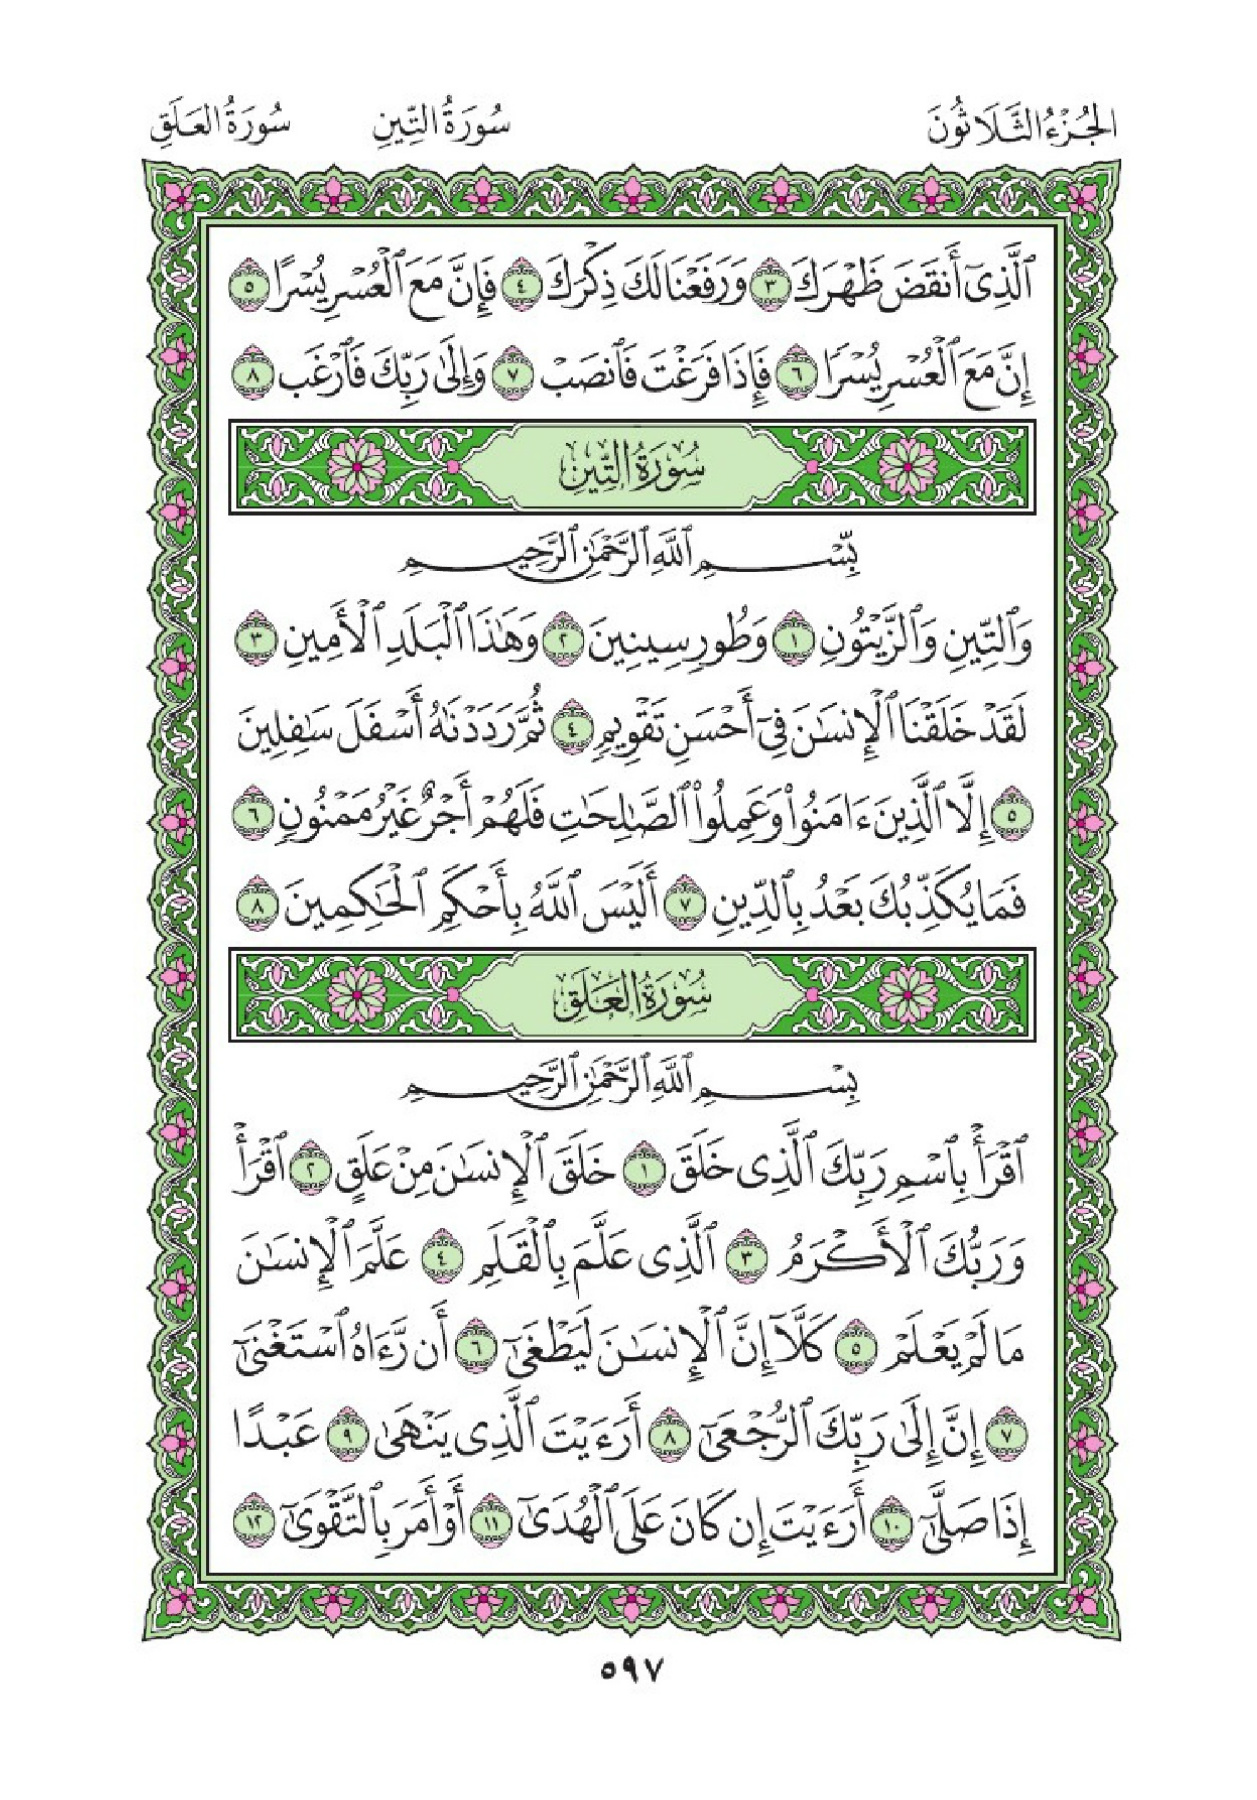 الجُزْءُ الثَّلَاثُونَ سُورَةُ التِّينِ سُورَةُ العَلَقِ
ٱلَّذِىٓ أَنقَضَ ظَهْرَكَ ٣ وَرَفَعْنَا لَكَ ذِكْرَكَ ٤ فَإِنَّ مَعَ ٱلْعُسْرِ يُسْرًا ٥
إِنَّ مَعَ ٱلْعُسْرِ يُسْرًا ٦ فَإِذَا فَرَغْتَ فَٱنصَبْ ٧ وَإِلَىٰ رَبِّكَ فَٱرْغَب ٨
سُورَةُ التِّينِ
بِّسْمِ ٱللَّهِ ٱلرَّحْمَٰنِ ٱلرَّحِيمِ
وَٱلتِّينِ وَٱلزَّيْتُونِ ١ وَطُورِ سِينِينَ ٢ وَهَٰذَا ٱلْبَلَدِ ٱلْأَمِينِ ٣
لَقَدْ خَلَقْنَا ٱلْإِنسَٰنَ فِىٓ أَحْسَنِ تَقْوِيمٍ ٤ ثُمَّ رَدَدْنَٰهُ أَسْفَلَ سَٰفِلِينَ
٥ إِلَّا ٱلَّذِينَ ءَامَنُوا۟ وَعَمِلُوا۟ ٱلصَّٰلِحَٰتِ فَلَهُمْ أَجْرٌ غَيْرُ مَمْنُونٍ ٦
فَمَا يُكَذِّبُكَ بَعْدُ بِٱلدِّينِ ٧ أَلَيْسَ ٱللَّهُ بِأَحْكَمِ ٱلْحَٰكِمِينَ ٨
سُورَةُ العَلَقِ
بِسْمِ ٱللَّهِ ٱلرَّحْمَٰنِ ٱلرَّحِيمِ
ٱقْرَأْ بِٱسْمِ رَبِّكَ ٱلَّذِى خَلَقَ ١ خَلَقَ ٱلْإِنسَٰنَ مِنْ عَلَقٍ ٢ ٱقْرَأْ
وَرَبُّكَ ٱلْأَكْرَمُ ٣ ٱلَّذِى عَلَّمَ بِٱلْقَلَمِ ٤ عَلَّمَ ٱلْإِنسَٰنَ
مَا لَمْ يَعْلَمْ ٥ كَلَّآ إِنَّ ٱلْإِنسَٰنَ لَيَطْغَىٰٓ ٦ أَن رَّءَاهُ ٱسْتَغْنَىٰٓ
٧ إِنَّ إِلَىٰ رَبِّكَ ٱلرُّجْعَىٰٓ ٨ أَرَءَيْتَ ٱلَّذِى يَنْهَىٰ ٩ عَبْدًا
إِذَا صَلَّىٰٓ ١٠ أَرَءَيْتَ إِن كَانَ عَلَى ٱلْهُدَىٰٓ ١١ أَوْ أَمَرَ بِٱلتَّقْوَىٰٓ ١٢
٥٩٧